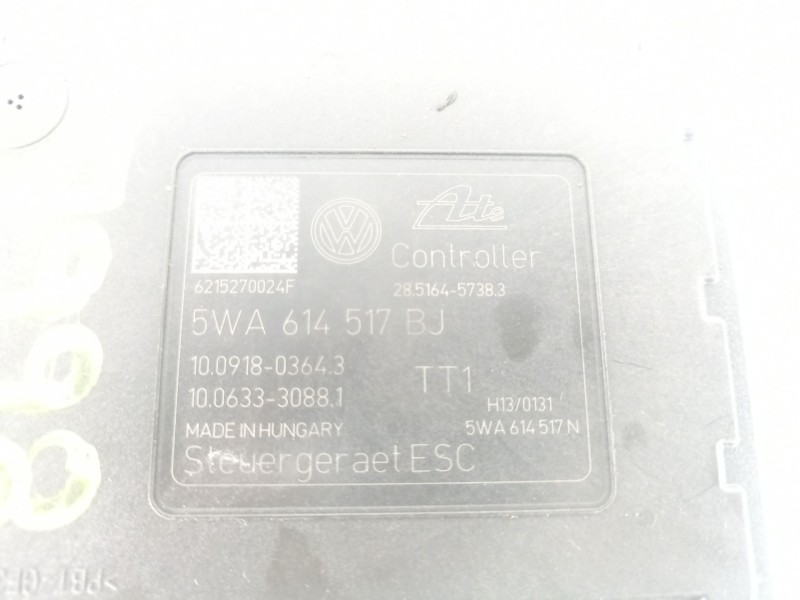 Ate
Controller
6215270024F
28.5164-5738.3
5WA 614 517 BJ
10.0918-0364.3
TT1
10.0633-3088.1
H13/0131
MADE IN HUNGARY
5WA 614 517 N
Steuergeraet ESC